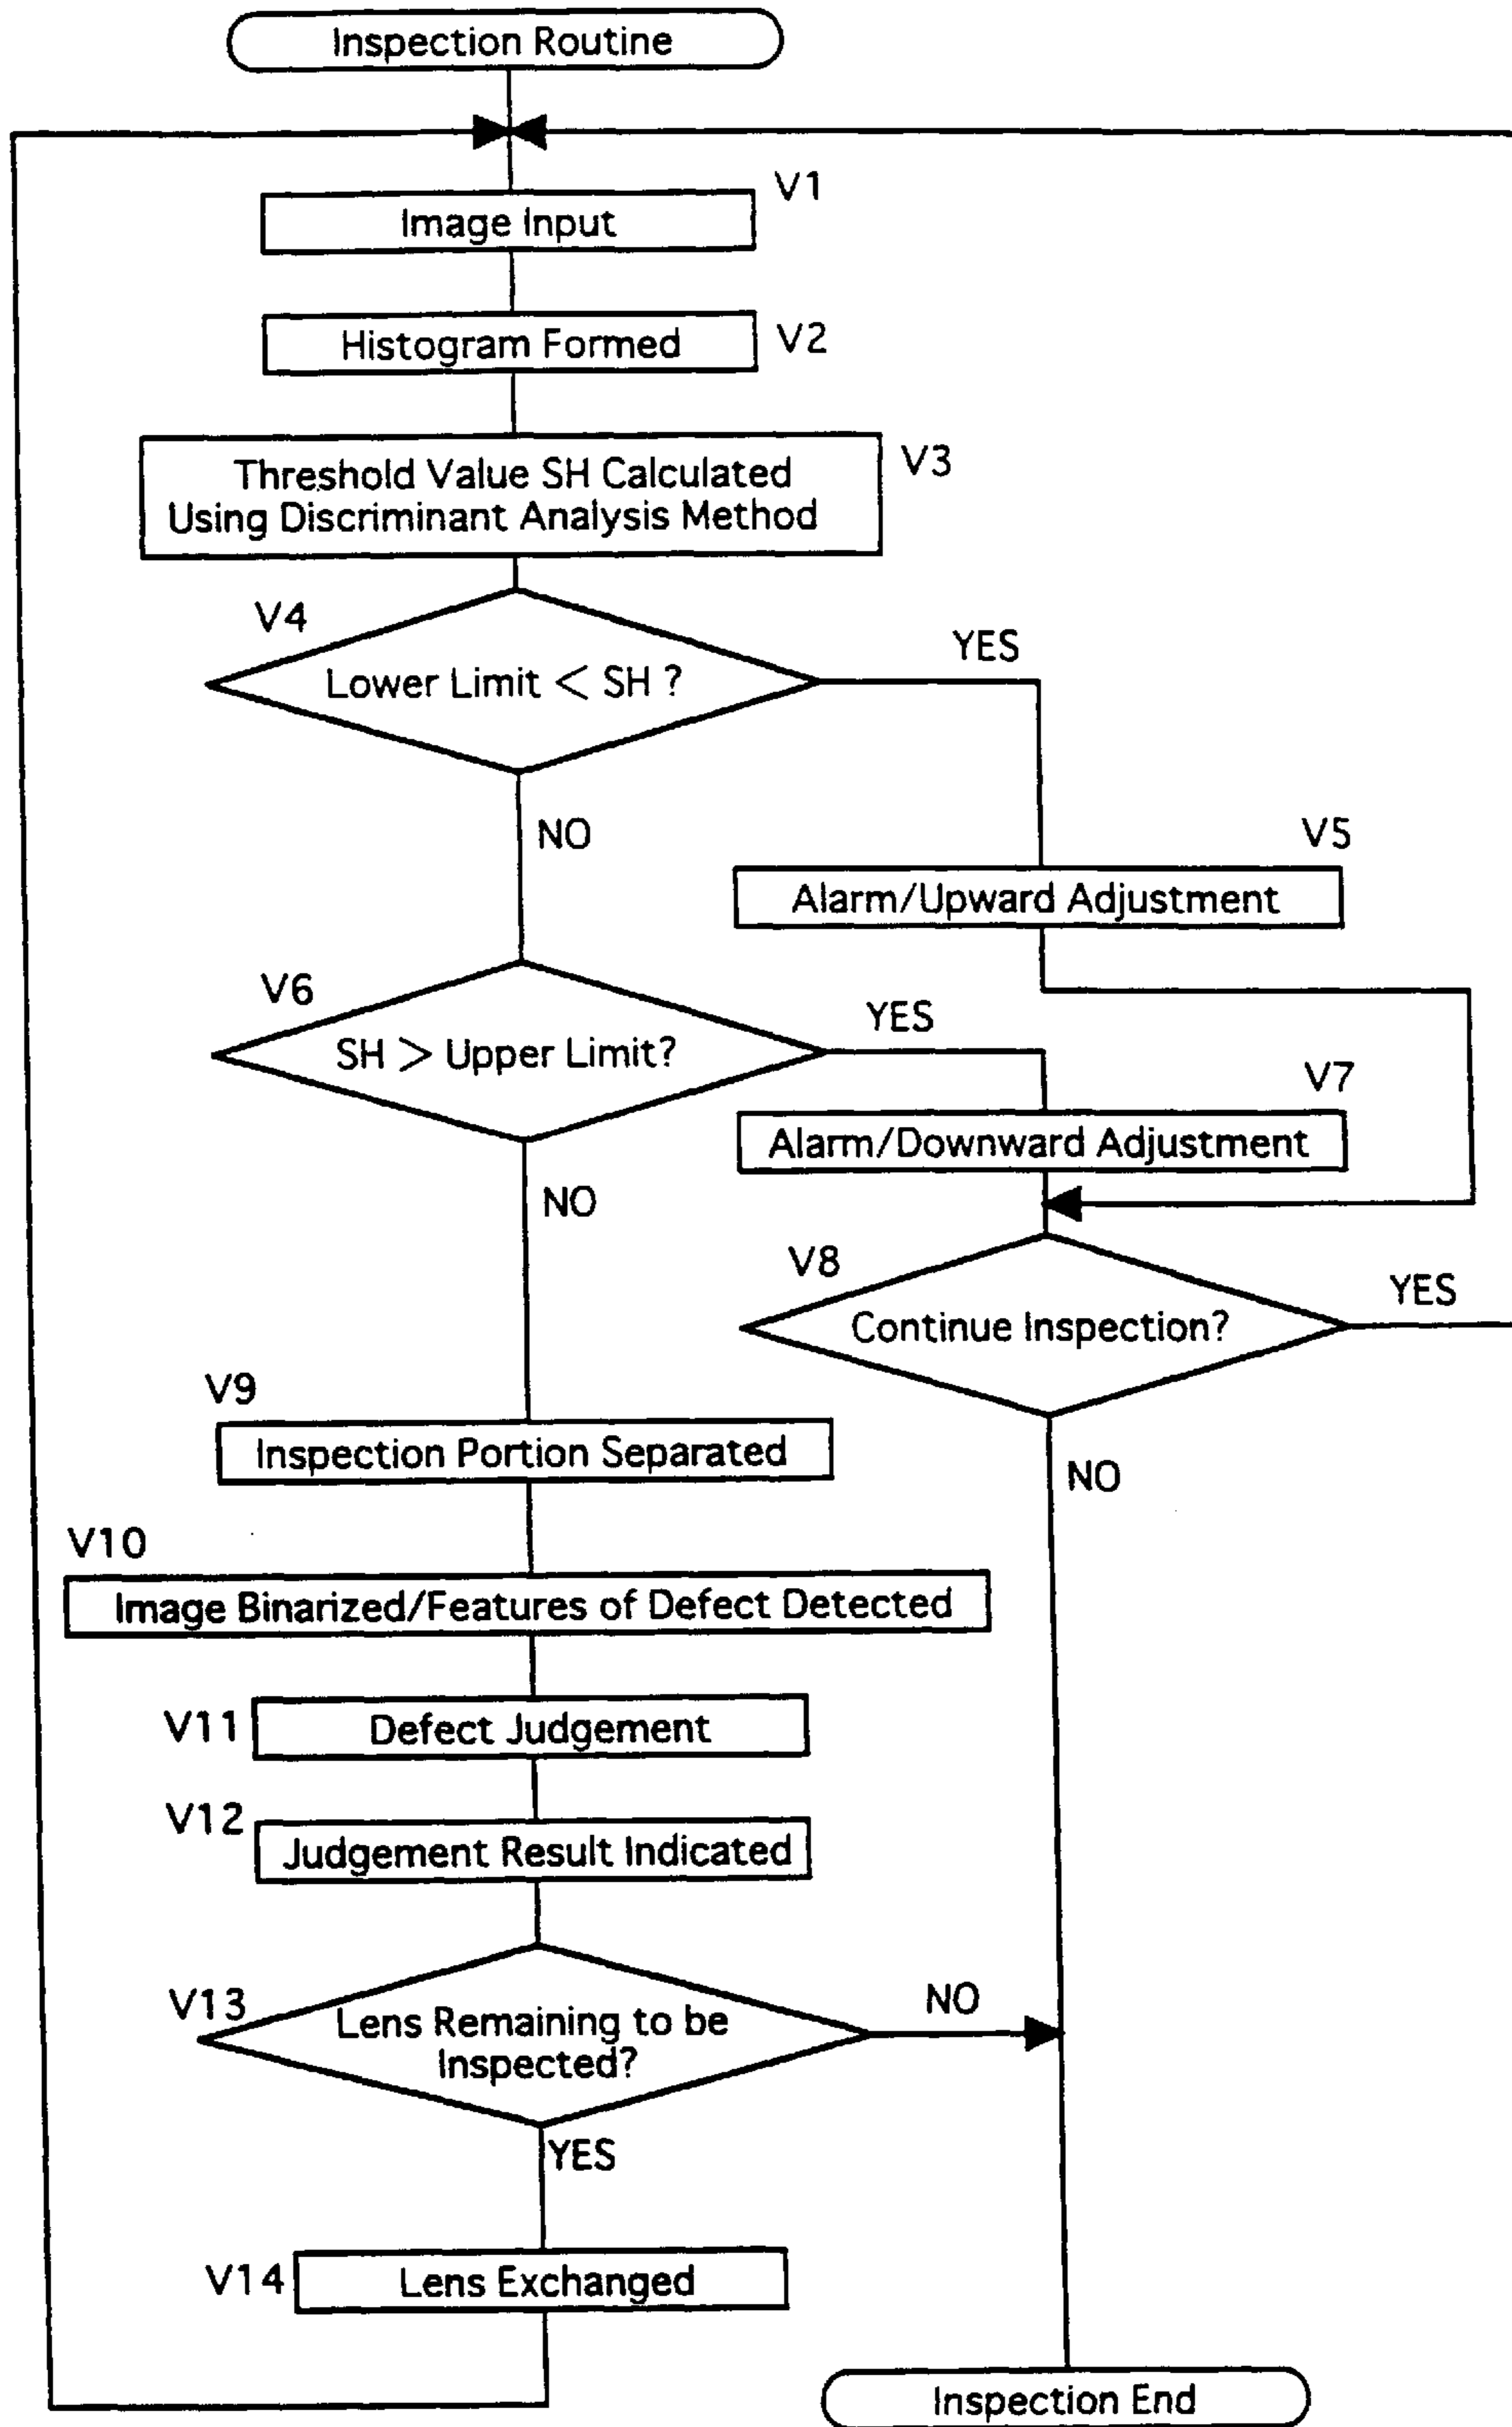 Inspection Routine
V1
Image Input
V2
Histogram Formed
V3
Threshold Value SH Calculated
Using Discriminant Analysis Method
V4
YES
Lower Limit < SH ?
NO
V5
Alarm/Upward Adjustment
V6
YES
SH > Upper Limit?
V7
Alarm/Downward Adjustment
NO
V8
YES
Continue Inspection?
V9
Inspection Portion Separated
NO
V10
Image Binarized/Features of Defect Detected
V11
Defect Judgement
V12
Judgement Result Indicated
V13
NO
Lens Remaining to be
Inspected?
YES
V14
Lens Exchanged
Inspection End